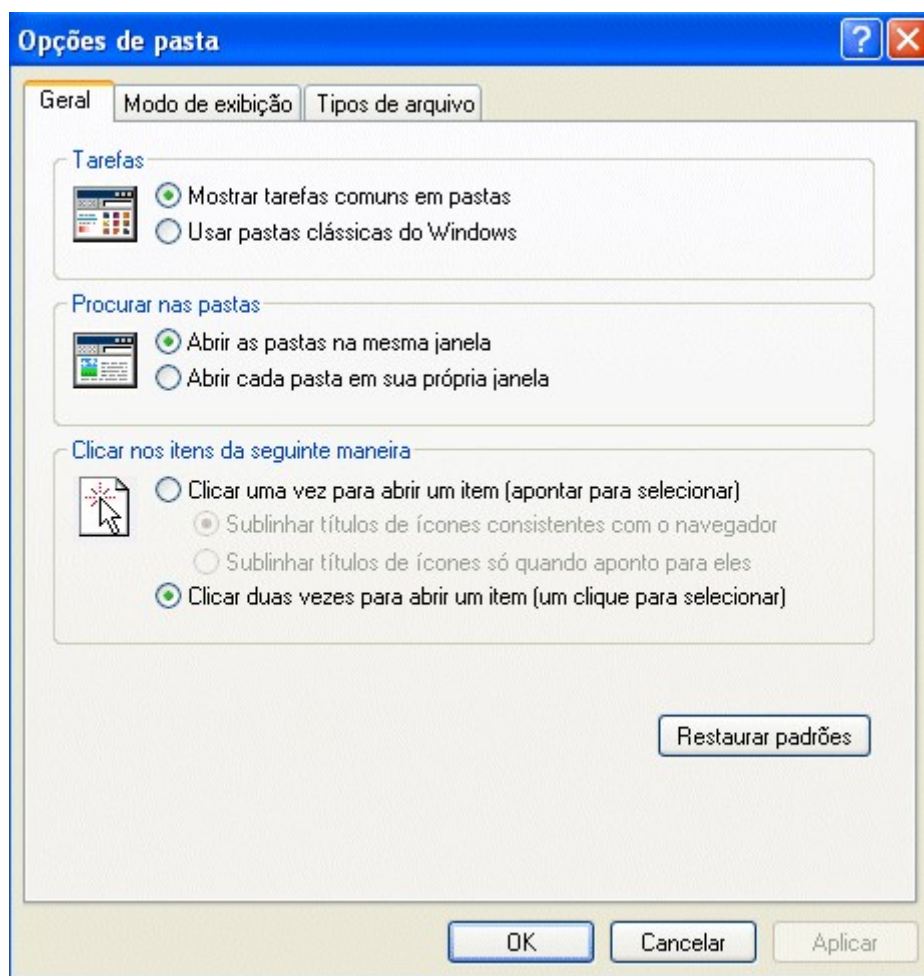 Opções de pasta
Geral
Modo de exibição
Tipos de arquivo
Tarefas
Mostrar tarefas comuns em pastas
Usar pastas clássicas do Windows
Procurar nas pastas
Abrir as pastas na mesma janela
Abrir cada pasta em sua própria janela
Clicar nos itens da seguinte maneira
Clicar uma vez para abrir um item (apontar para selecionar)
Sublinhar títulos de ícones consistentes com o navegador
Sublinhar títulos de ícones só quando aponto para eles
Clicar duas vezes para abrir um item (um clique para selecionar)
Restaurar padrões
OK
Cancelar
Aplicar